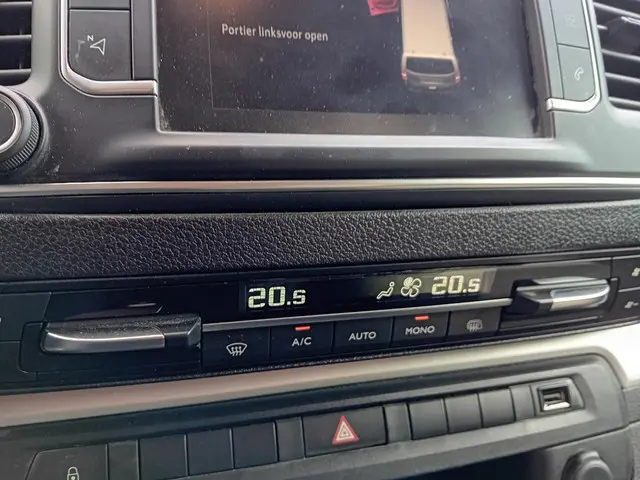 Portier linksvoor open
N
20.5
20.5
A/C
AUTO
MONO